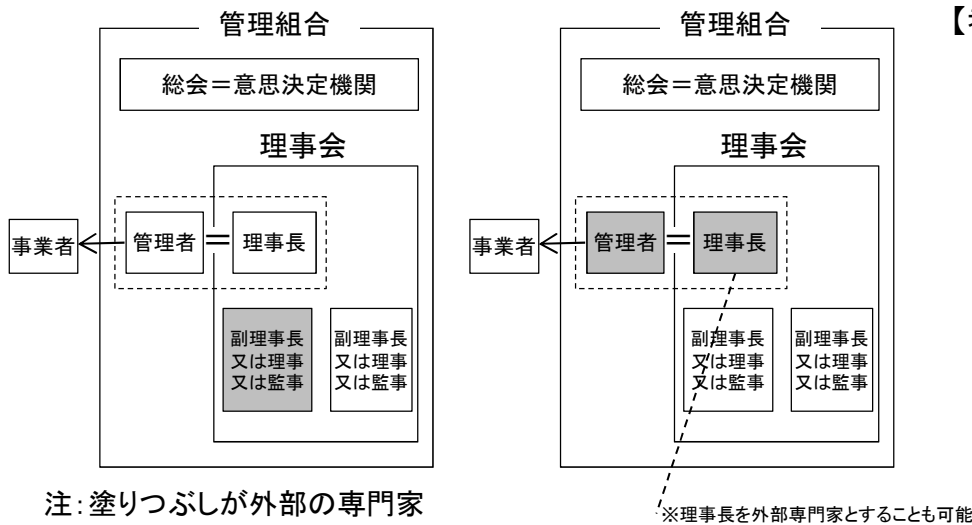 管理組合
総会＝意思決定機関
理事会
事業者
管理者
＝
理事長
副理事長
又は理事
又は監事
副理事長
又は理事
又は監事
注：塗りつぶしが外部の専門家
管理組合
総会＝意思決定機関
理事会
事業者
管理者
＝
理事長
副理事長
又は理事
又は監事
副理事長
又は理事
又は監事
※理事長を外部専門家とすることも可能
【